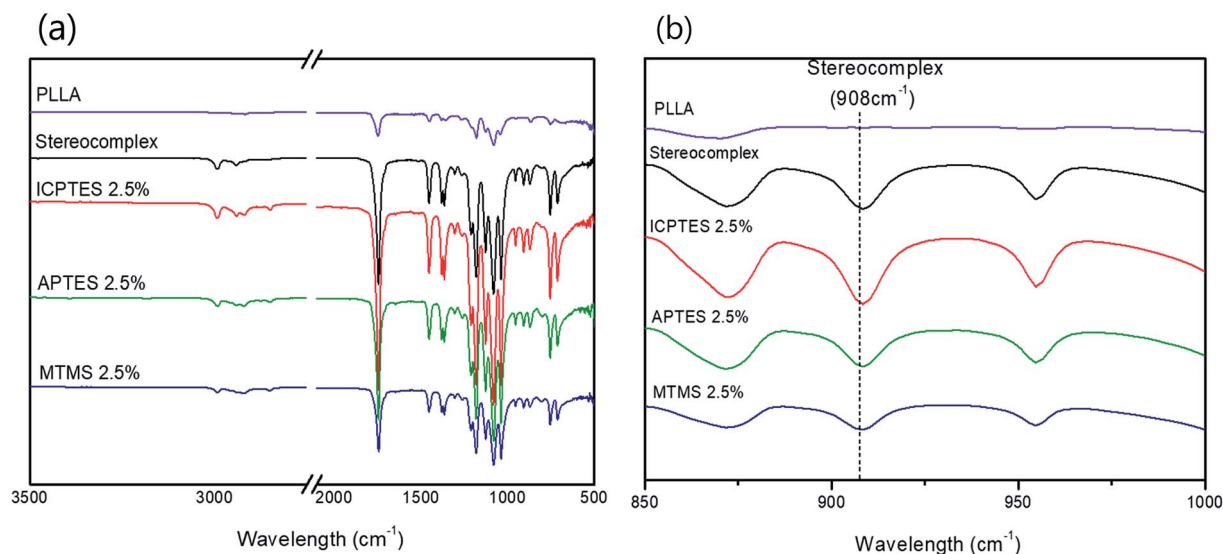 (a)
PLLA
Stereocomplex
ICPTES 2.5%
APTES 2.5%
MTMS 2.5%
3500 3000 2000 1500 1000 500
Wavelength (cm⁻¹)
(b)
Stereocomplex
(908cm⁻¹)
PLLA
Stereocomplex
ICPTES 2.5%
APTES 2.5%
MTMS 2.5%
850 900 950 1000
Wavelength (cm⁻¹)